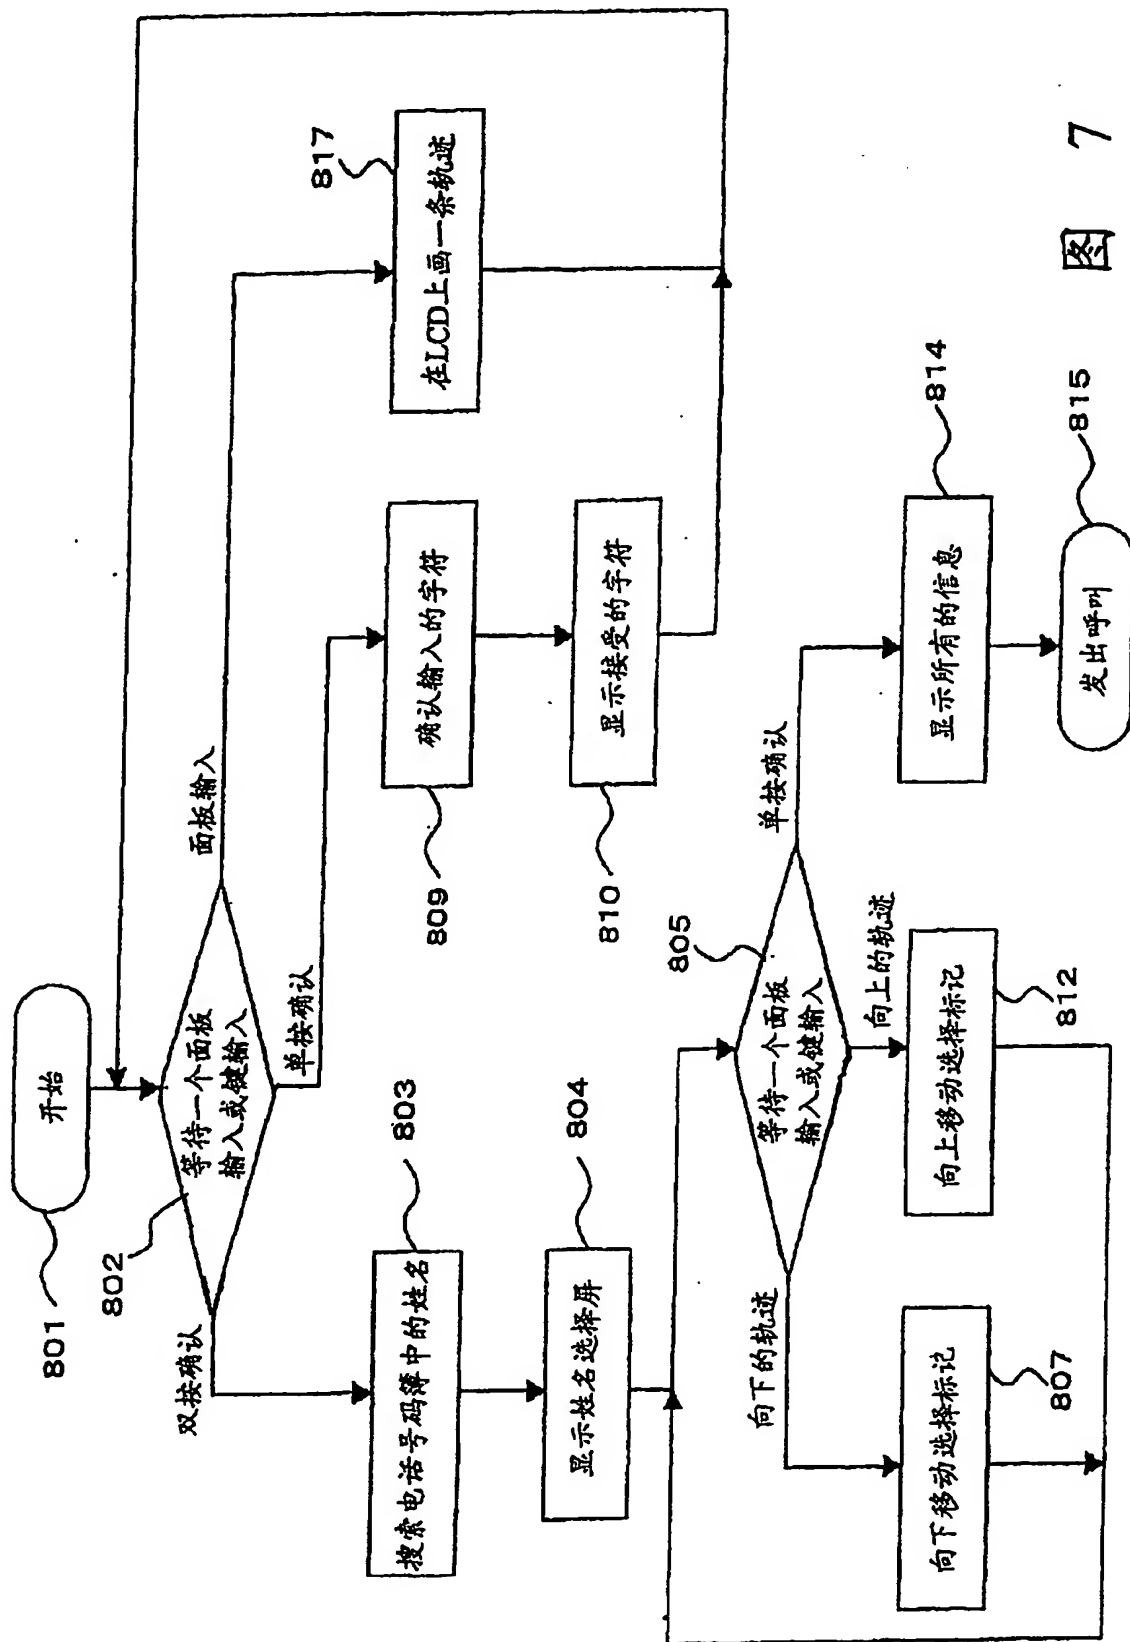 801
开始
802
等待一个面板
输入或键输入
面板输入
单按确认
双按确认
817
在LCD上画一条轨迹
809
确认输入的字符
810
显示接受的字符
803
搜索电话号码簿中的姓名
804
显示姓名选择屏
805
等待一个面板
输入或键输入
单按确认
向上的轨迹
向下的轨迹
814
显示所有的信息
815
发出呼叫
812
向上移动选择标记
807
向下移动选择标记
图 7